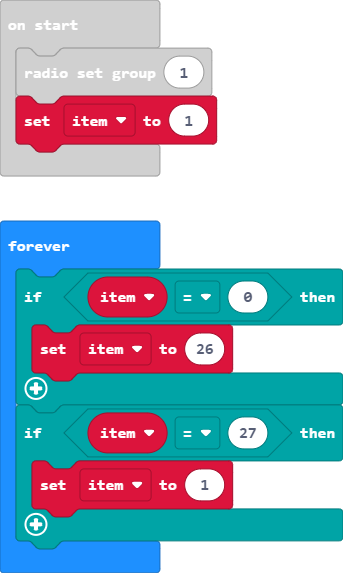 on start
radio set group 1
set item to 1
forever
if item = 0 then
set item to 26
if item = 27 then
set item to 1